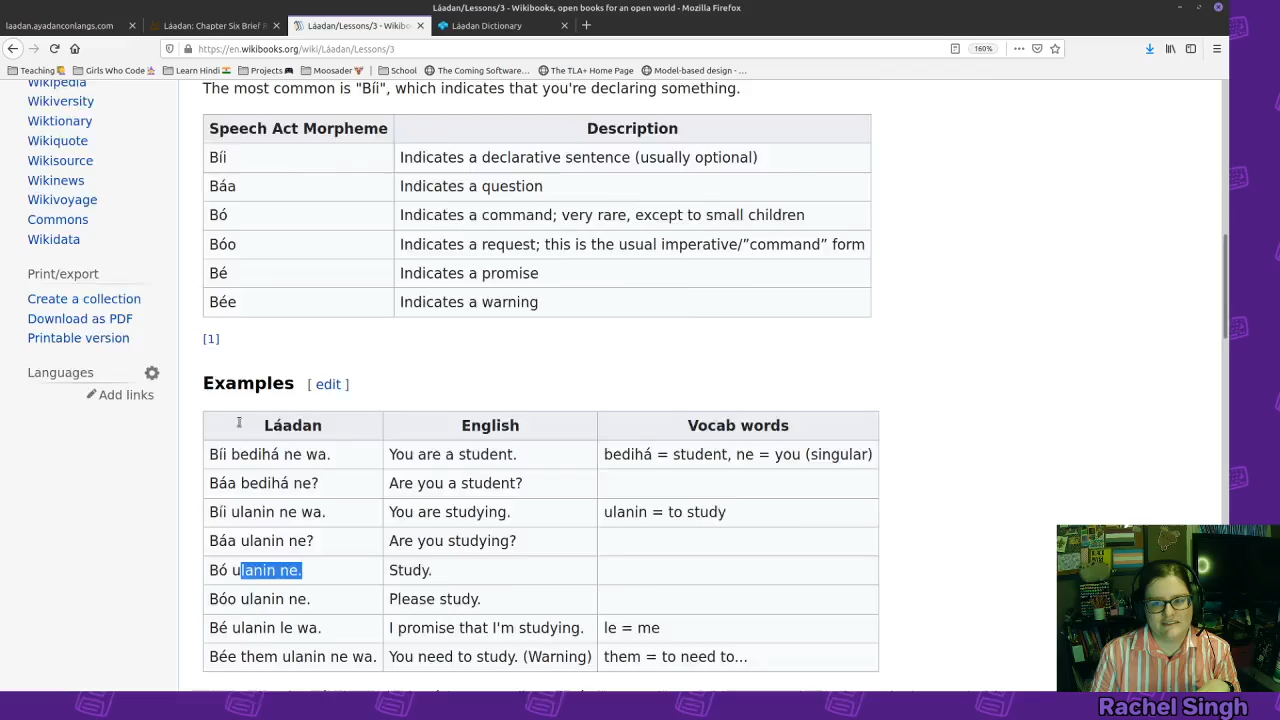 Láadan/Lessons/3 - Wikibooks, open books for an open world - Mozilla Firefox
laadan.ayadanconlangs.com
Láadan: Chapter Six Brief R
Láadan/Lessons/3 - Wikibo
Láadan Dictionary
https://en.wikibooks.org/wiki/Láadan/Lessons/3
160%
Teaching
Girls Who Code
Learn Hindi
Projects
Moosader
School
The Coming Software...
The TLA+ Home Page
Model-based design - ...
Wikipedia
Wikiversity
Wiktionary
Wikiquote
Wikisource
Wikinews
Wikivoyage
Commons
Wikidata
Print/export
Create a collection
Download as PDF
Printable version
Languages
Add links
The most common is "Bíi", which indicates that you're declaring something.
Speech Act Morpheme Description
Bíi Indicates a declarative sentence (usually optional)
Báa Indicates a question
Bó Indicates a command; very rare, except to small children
Bóo Indicates a request; this is the usual imperative/”command” form
Bé Indicates a promise
Bée Indicates a warning
[1]
Examples [ edit ]
Láadan English Vocab words
Bíi bedihá ne wa. You are a student. bedihá = student, ne = you (singular)
Báa bedihá ne? Are you a student?
Bíi ulanin ne wa. You are studying. ulanin = to study
Báa ulanin ne? Are you studying?
Bó ulanin ne. Study.
Bóo ulanin ne. Please study.
Bé ulanin le wa. I promise that I'm studying. le = me
Bée them ulanin ne wa. You need to study. (Warning) them = to need to...
Rachel Singh